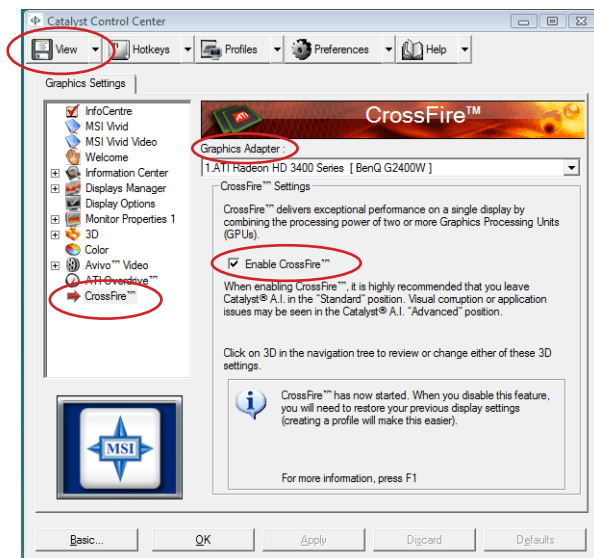 Catalyst Control Center
View Hotkeys Profiles Preferences Help
Graphics Settings
InfoCentre
MSI Vivid
MSI Vivid Video
Welcome
Information Center
Displays Manager
Display Options
Monitor Properties 1
3D
Color
Avivo™ Video
ATI Overdrive™
CrossFire™
ATI
CrossFire™
Graphics Adapter :
1.ATI Radeon HD 3400 Series [ BenQ G2400W ]
CrossFire™ Settings
CrossFire™ delivers exceptional performance on a single display by
combining the processing power of two or more Graphics Processing Units
(GPUs).
Enable CrossFire™
When enabling CrossFire™, it is highly recommended that you leave
Catalyst® A.I. in the "Standard" position. Visual corruption or application
issues may be seen in the Catalyst® A.I. "Advanced" position.
Click on 3D in the navigation tree to review or change either of these 3D
settings.
CrossFire™ has now started. When you disable this feature,
you will need to restore your previous display settings
(creating a profile will make this easier).
For more information, press F1
MSI
Basic... OK Apply Discard Defaults